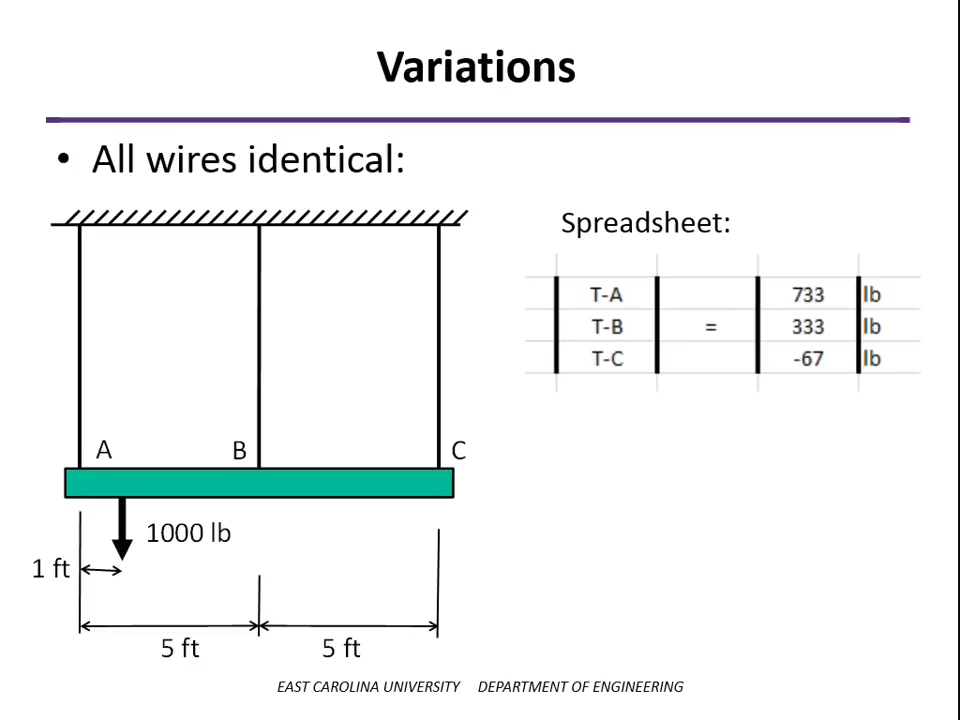 Variations
• All wires identical:
Spreadsheet:
T-A 733 lb
T-B = 333 lb
T-C -67 lb
A B C
1000 lb
1 ft
5 ft 5 ft
EAST CAROLINA UNIVERSITY DEPARTMENT OF ENGINEERING